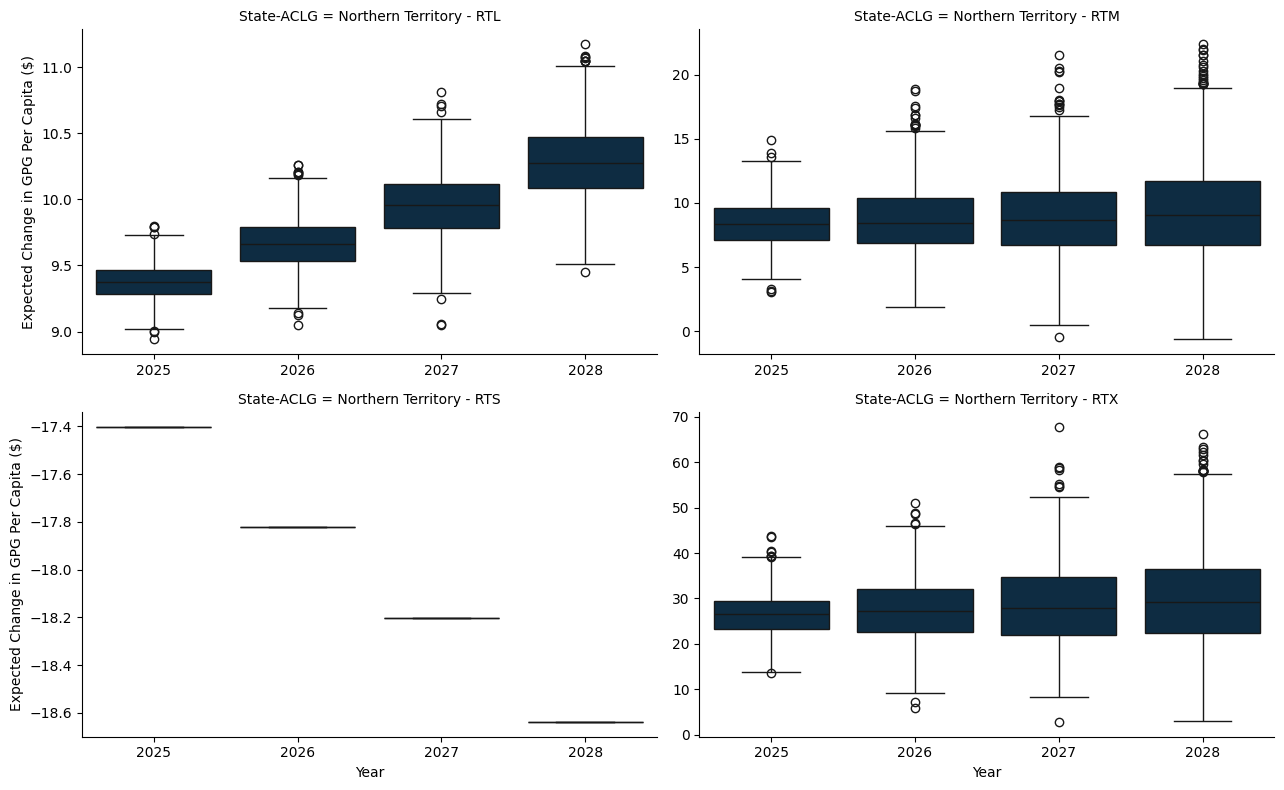 State-ACLG = Northern Territory - RTL
Expected Change in GPG Per Capita ($)
11.0
10.5
10.0
9.5
9.0
2025 2026 2027 2028
State-ACLG = Northern Territory - RTM
20
15
10
5
0
2025 2026 2027 2028
State-ACLG = Northern Territory - RTS
Expected Change in GPG Per Capita ($)
−17.4
−17.6
−17.8
−18.0
−18.2
−18.4
−18.6
2025 2026 2027 2028
Year
State-ACLG = Northern Territory - RTX
70
60
50
40
30
20
10
0
2025 2026 2027 2028
Year